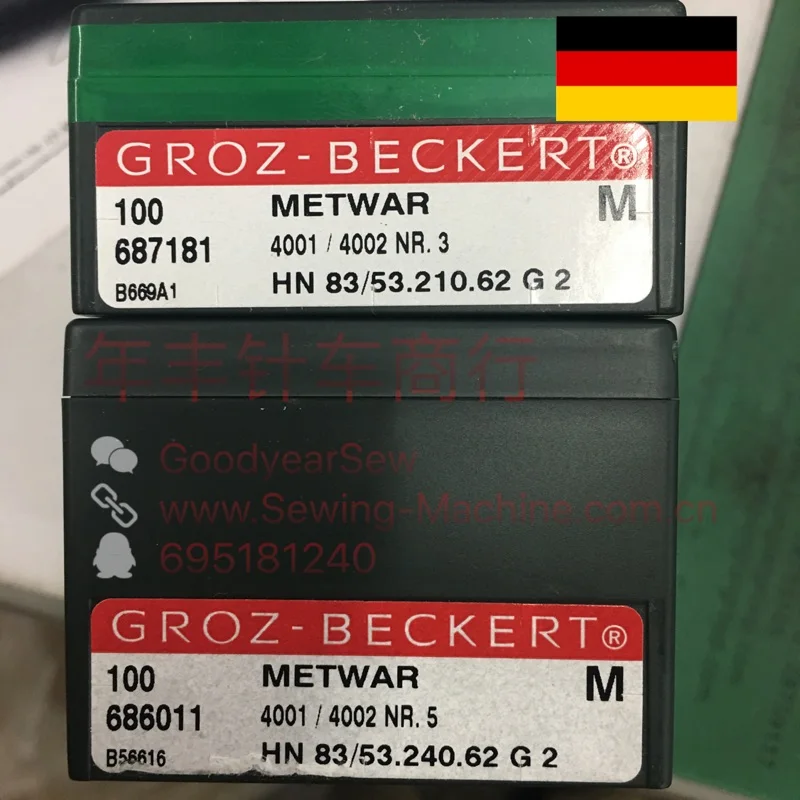 GROZ-BECKERT®
100 METWAR M
687181 4001 / 4002 NR. 3
B669A1 HN 83/53.210.62 G 2
年丰针车商行
GoodyearSew
www.Sewing-Machine.com.cn
695181240
GROZ-BECKERT®
100 METWAR M
686011 4001 / 4002 NR. 5
B56616 HN 83/53.240.62 G 2